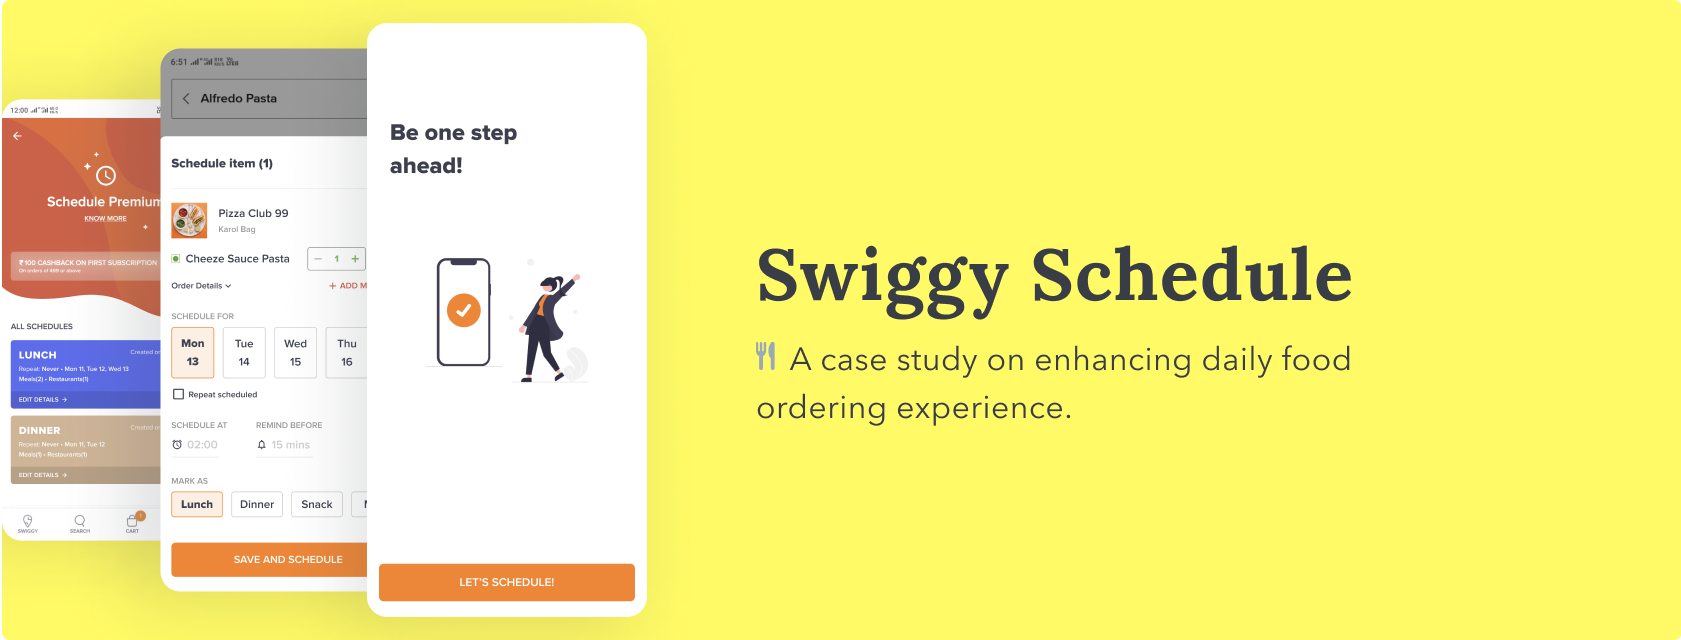 12:00
Schedule Premium
KNOW MORE
₹100 CASHBACK ON FIRST SUBSCRIPTION
On orders of 499 or above
ALL SCHEDULES
LUNCH
Created on
Repeat: Never • Mon 11, Tue 12, Wed 13
Meals(2) • Restaurants(1)
EDIT DETAILS →
DINNER
Created on
Repeat: Never • Mon 11, Tue 12
Meals(1) • Restaurants(1)
EDIT DETAILS →
SWIGGY SEARCH CART
6:51
Alfredo Pasta
Schedule item (1)
Pizza Club 99
Karol Bag
Cheeze Sauce Pasta − 1 +
Order Details
+ ADD M
SCHEDULE FOR
Mon Tue Wed Thu
13 14 15 16
Repeat scheduled
SCHEDULE AT REMIND BEFORE
02:00 15 mins
MARK AS
Lunch Dinner Snack
SAVE AND SCHEDULE
Be one step
ahead!
LET'S SCHEDULE!
Swiggy Schedule
A case study on enhancing daily food
ordering experience.